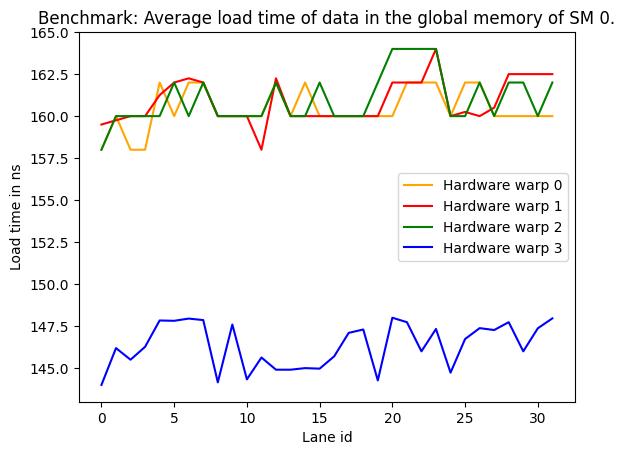 Benchmark: Average load time of data in the global memory of SM 0.
165.0
162.5
160.0
157.5
155.0
152.5
150.0
147.5
145.0
Load time in ns
Hardware warp 0
Hardware warp 1
Hardware warp 2
Hardware warp 3
0 5 10 15 20 25 30
Lane id